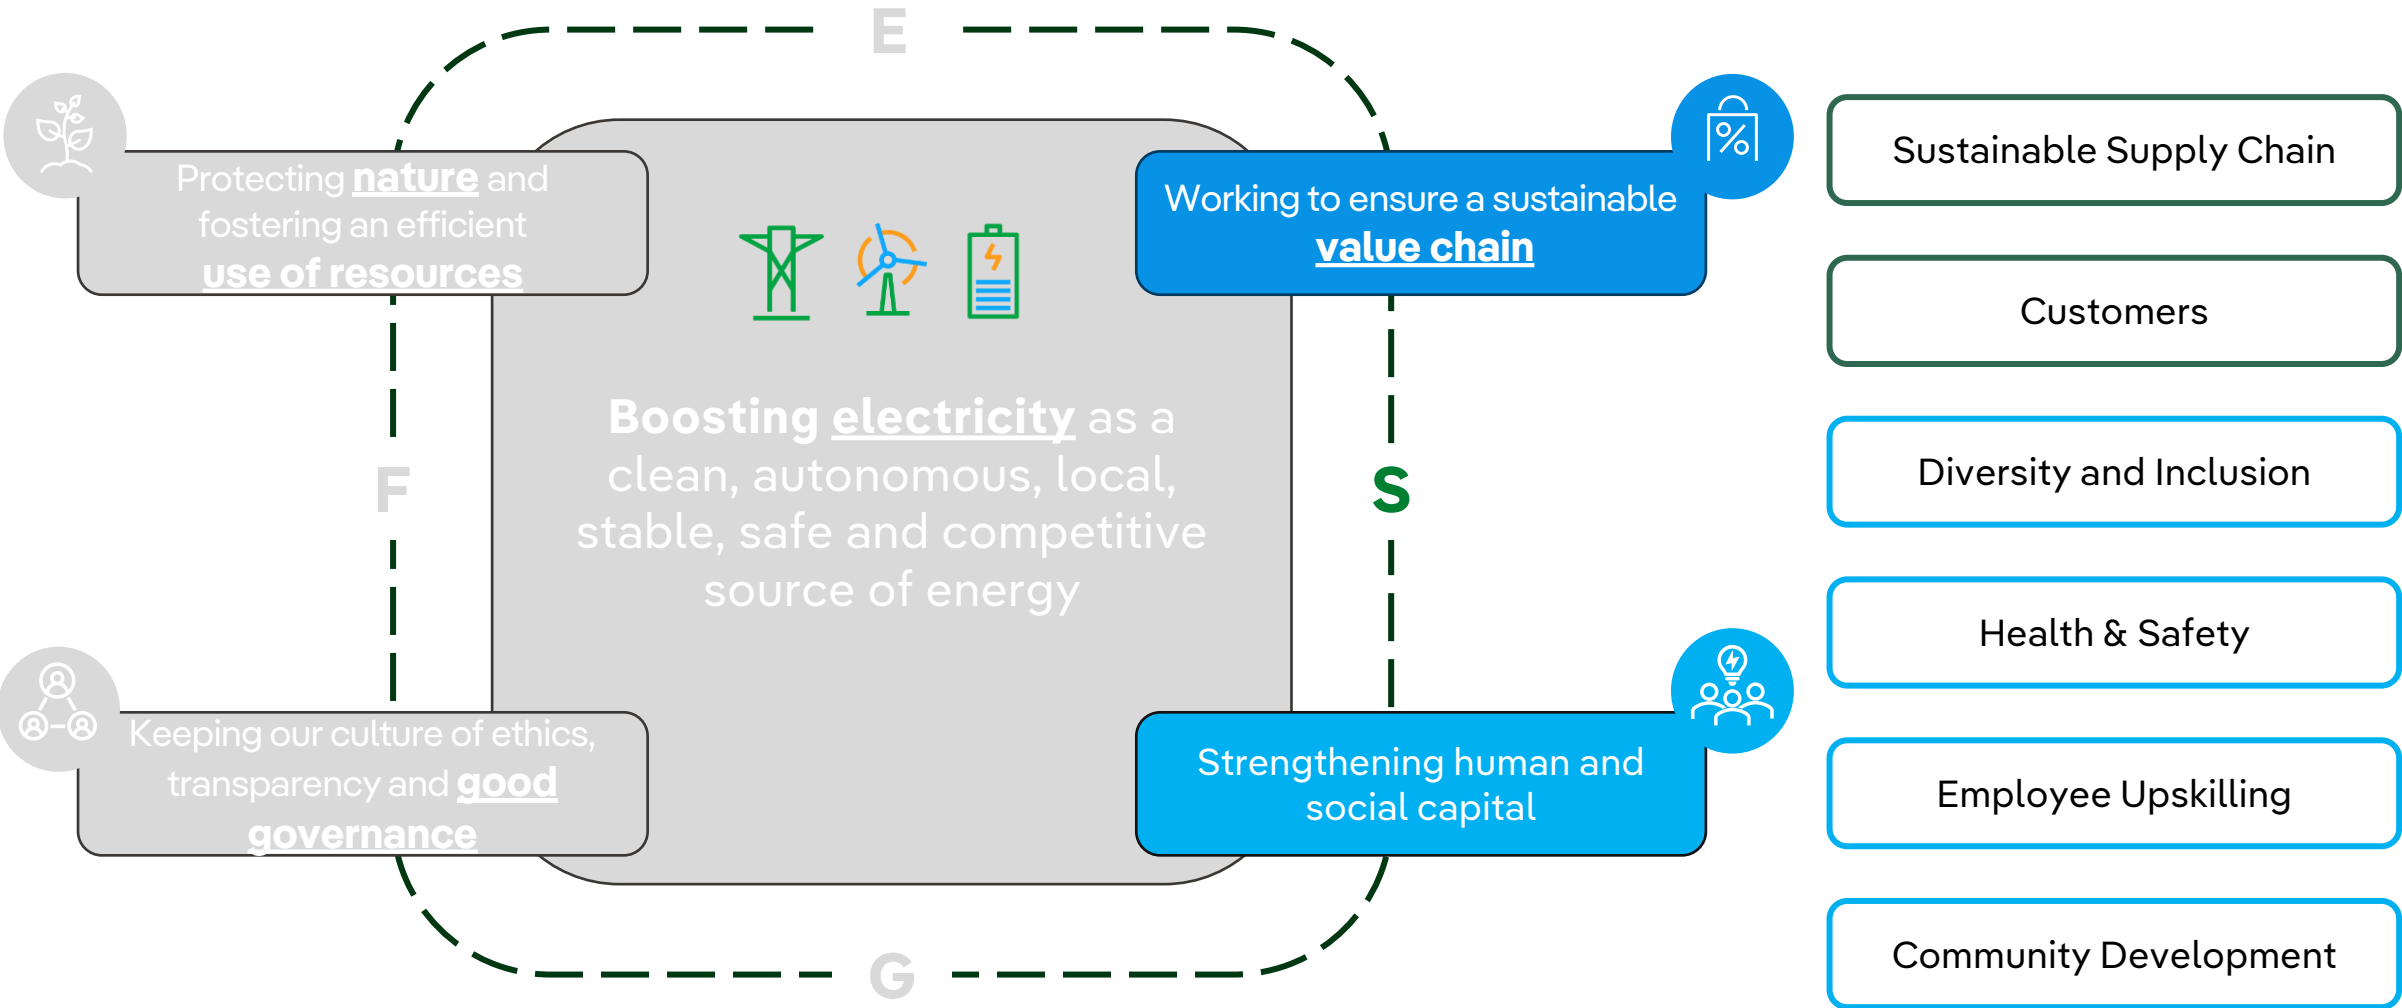 E
Protecting nature and
fostering an efficient
use of resources
Working to ensure a sustainable
value chain
Boosting electricity as a
clean, autonomous, local,
stable, safe and competitive
source of energy
F
S
Keeping our culture of ethics,
transparency and good
governance
Strengthening human and
social capital
G
Sustainable Supply Chain
Customers
Diversity and Inclusion
Health & Safety
Employee Upskilling
Community Development